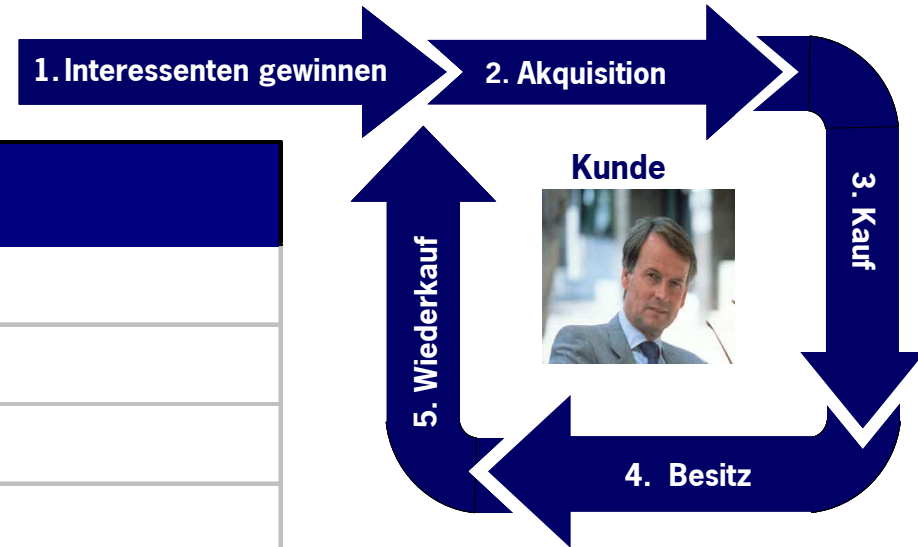 1. Interessenten gewinnen
2. Akquisition
Kunde
3. Kauf
4. Besitz
5. Wiederkauf